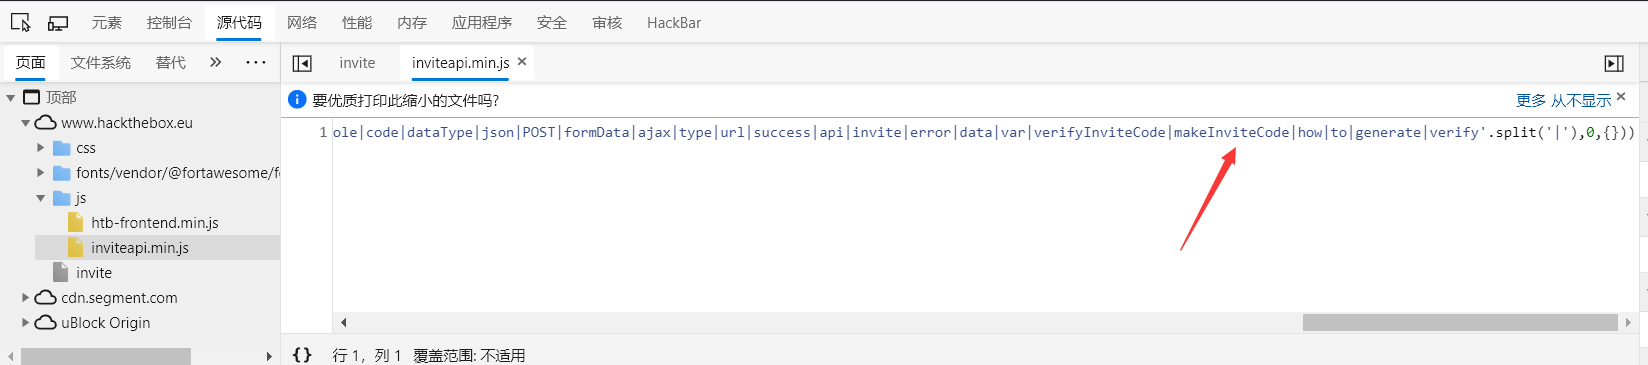 元素 控制台 源代码 网络 性能 内存 应用程序 安全 审核 HackBar
页面 文件系统 替代 » ··· invite inviteapi.min.js ×
顶部
要优质打印此缩小的文件吗?
更多 从不显示 ×
www.hackthebox.eu
1 ole|code|dataType|json|POST|formData|ajax|type|url|success|api|invite|error|data|var|verifyInviteCode|makeInviteCode|how|to|generate|verify'.split('|'),0,{}))
css
fonts/vendor/@fortawesome/fo
js
htb-frontend.min.js
inviteapi.min.js
invite
cdn.segment.com
uBlock Origin
{} 行 1，列 1 覆盖范围: 不适用